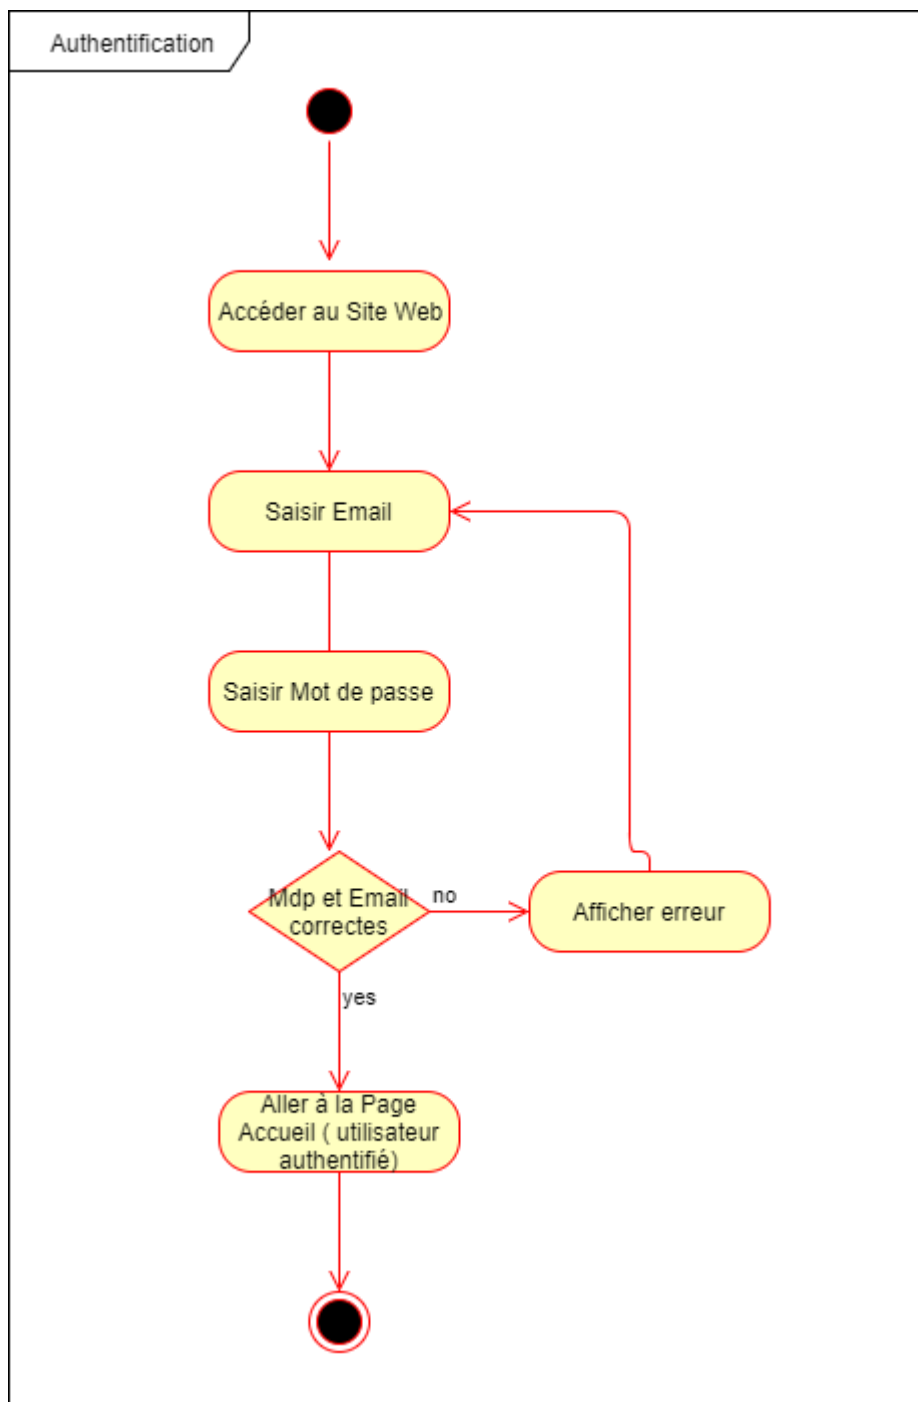 Authentification
Accéder au Site Web
Saisir Email
Saisir Mot de passe
Mdp et Email
correctes
no
Afficher erreur
yes
Aller à la Page
Accueil ( utilisateur
authentifié)